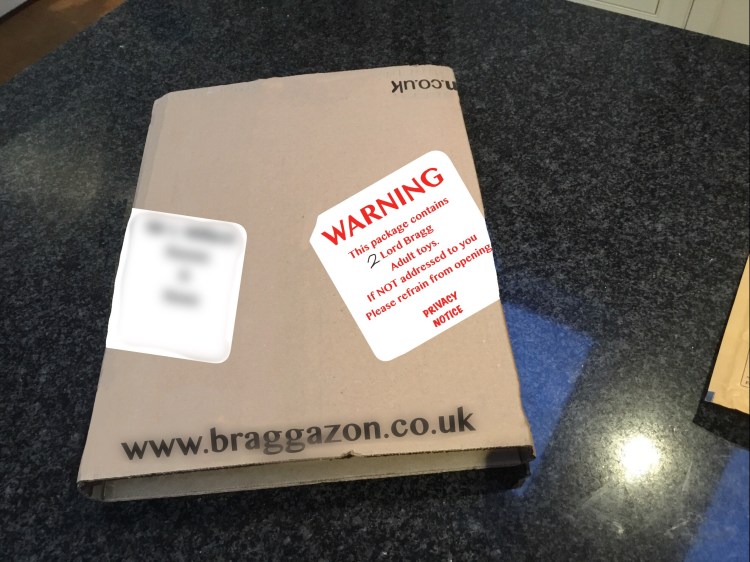 n.co.uk
WARNING
This package contains
2 Lord Bragg
Adult toys.
If NOT addressed to you
Please refrain from opening
PRIVACY
NOTICE
www.braggazon.co.uk